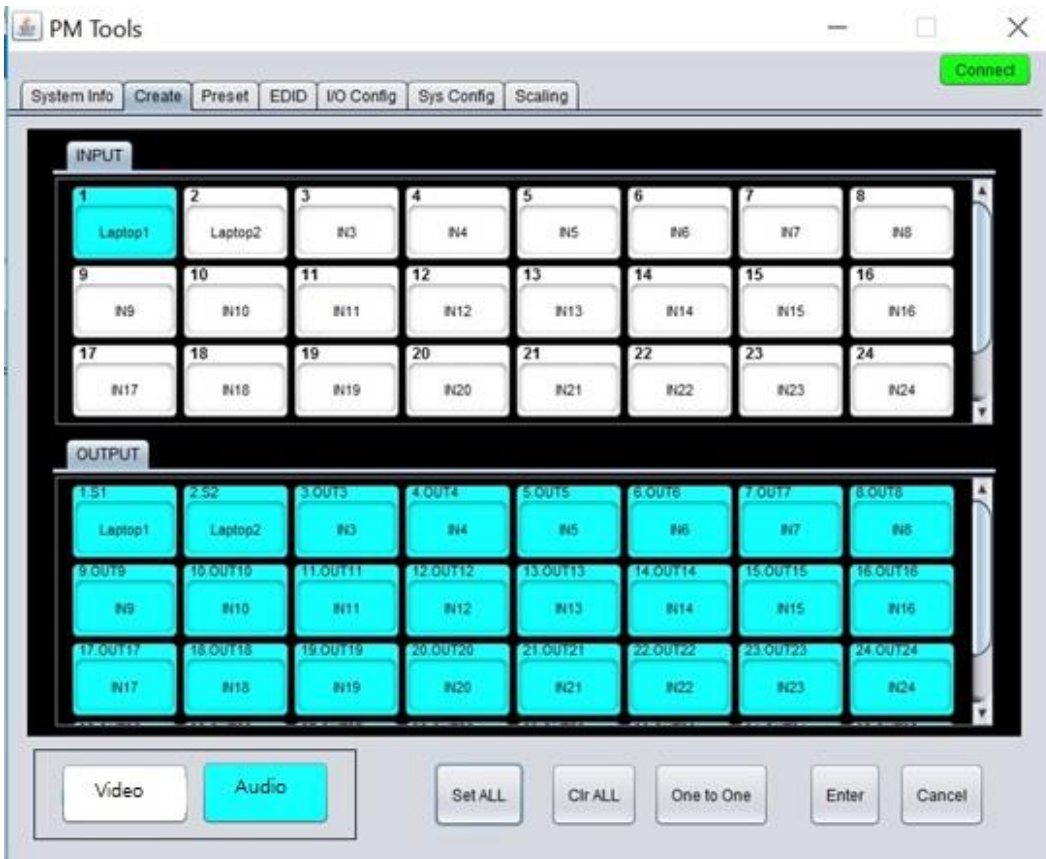 PM Tools
Connect
System Info Create Preset EDID I/O Config Sys Config Scaling
INPUT
1 2 3 4 5 6 7 8
Laptop1 Laptop2 IN3 IN4 IN5 IN6 IN7 IN8
9 10 11 12 13 14 15 16
IN9 IN10 IN11 IN12 IN13 IN14 IN15 IN16
17 18 19 20 21 22 23 24
IN17 IN18 IN19 IN20 IN21 IN22 IN23 IN24
OUTPUT
1.S1 2.S2 3.OUT3 4.OUT4 5.OUT5 6.OUT6 7.OUT7 8.OUT8
Laptop1 Laptop2 IN3 IN4 IN5 IN6 IN7 IN8
9.OUT9 10.OUT10 11.OUT11 12.OUT12 13.OUT13 14.OUT14 15.OUT15 16.OUT16
IN9 IN10 IN11 IN12 IN13 IN14 IN15 IN16
17.OUT17 18.OUT18 19.OUT19 20.OUT20 21.OUT21 22.OUT22 23.OUT23 24.OUT24
IN17 IN18 IN19 IN20 IN21 IN22 IN23 IN24
Video Audio Set ALL Clr ALL One to One Enter Cancel